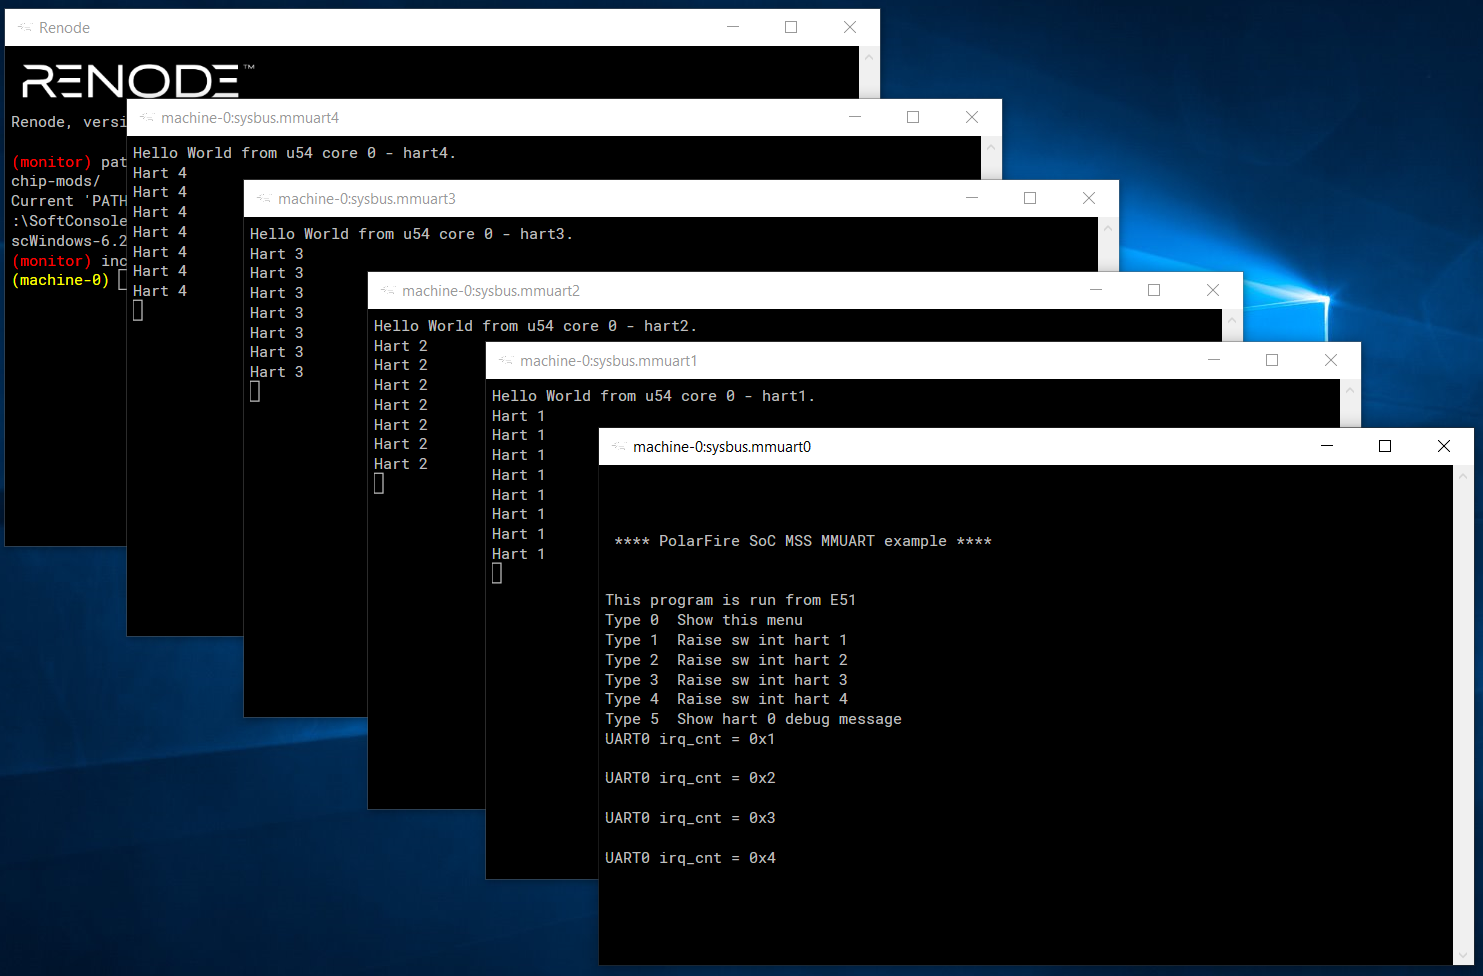 Renode
RENODE™
Renode, versi
(monitor) pat
chip-mods/
Current 'PATH
:\SoftConsole
scWindows-6.2
(monitor) inc
(machine-0)
machine-0:sysbus.mmuart4
Hello World from u54 core 0 - hart4.
Hart 4
Hart 4
Hart 4
Hart 4
Hart 4
Hart 4
Hart 4
machine-0:sysbus.mmuart3
Hello World from u54 core 0 - hart3.
Hart 3
Hart 3
Hart 3
Hart 3
Hart 3
Hart 3
Hart 3
machine-0:sysbus.mmuart2
Hello World from u54 core 0 - hart2.
Hart 2
Hart 2
Hart 2
Hart 2
Hart 2
Hart 2
Hart 2
machine-0:sysbus.mmuart1
Hello World from u54 core 0 - hart1.
Hart 1
Hart 1
Hart 1
Hart 1
Hart 1
Hart 1
Hart 1
Hart 1
machine-0:sysbus.mmuart0
**** PolarFire SoC MSS MMUART example ****
This program is run from E51
Type 0  Show this menu
Type 1  Raise sw int hart 1
Type 2  Raise sw int hart 2
Type 3  Raise sw int hart 3
Type 4  Raise sw int hart 4
Type 5  Show hart 0 debug message
UART0 irq_cnt = 0x1
UART0 irq_cnt = 0x2
UART0 irq_cnt = 0x3
UART0 irq_cnt = 0x4